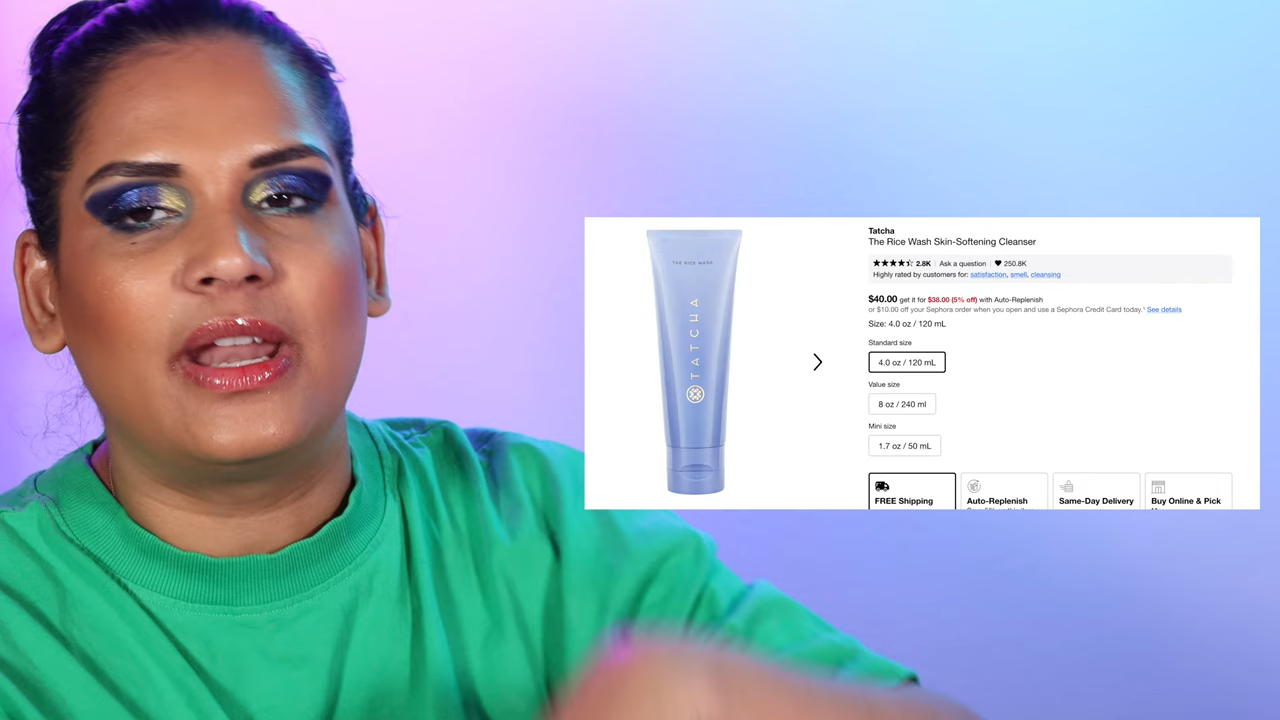 THE RICE WASH
TATCHA
Tatcha
The Rice Wash Skin-Softening Cleanser
2.8K | Ask a question | 250.8K
Highly rated by customers for: satisfaction, smell, cleansing
$40.00 get it for $38.00 (5% off) with Auto-Replenish
or $10.00 off your Sephora order when you open and use a Sephora Credit Card today.¹ See details
Size: 4.0 oz / 120 mL
Standard size
4.0 oz / 120 mL
Value size
8 oz / 240 ml
Mini size
1.7 oz / 50 mL
FREE Shipping
Auto-Replenish
Same-Day Delivery
Buy Online & Pick